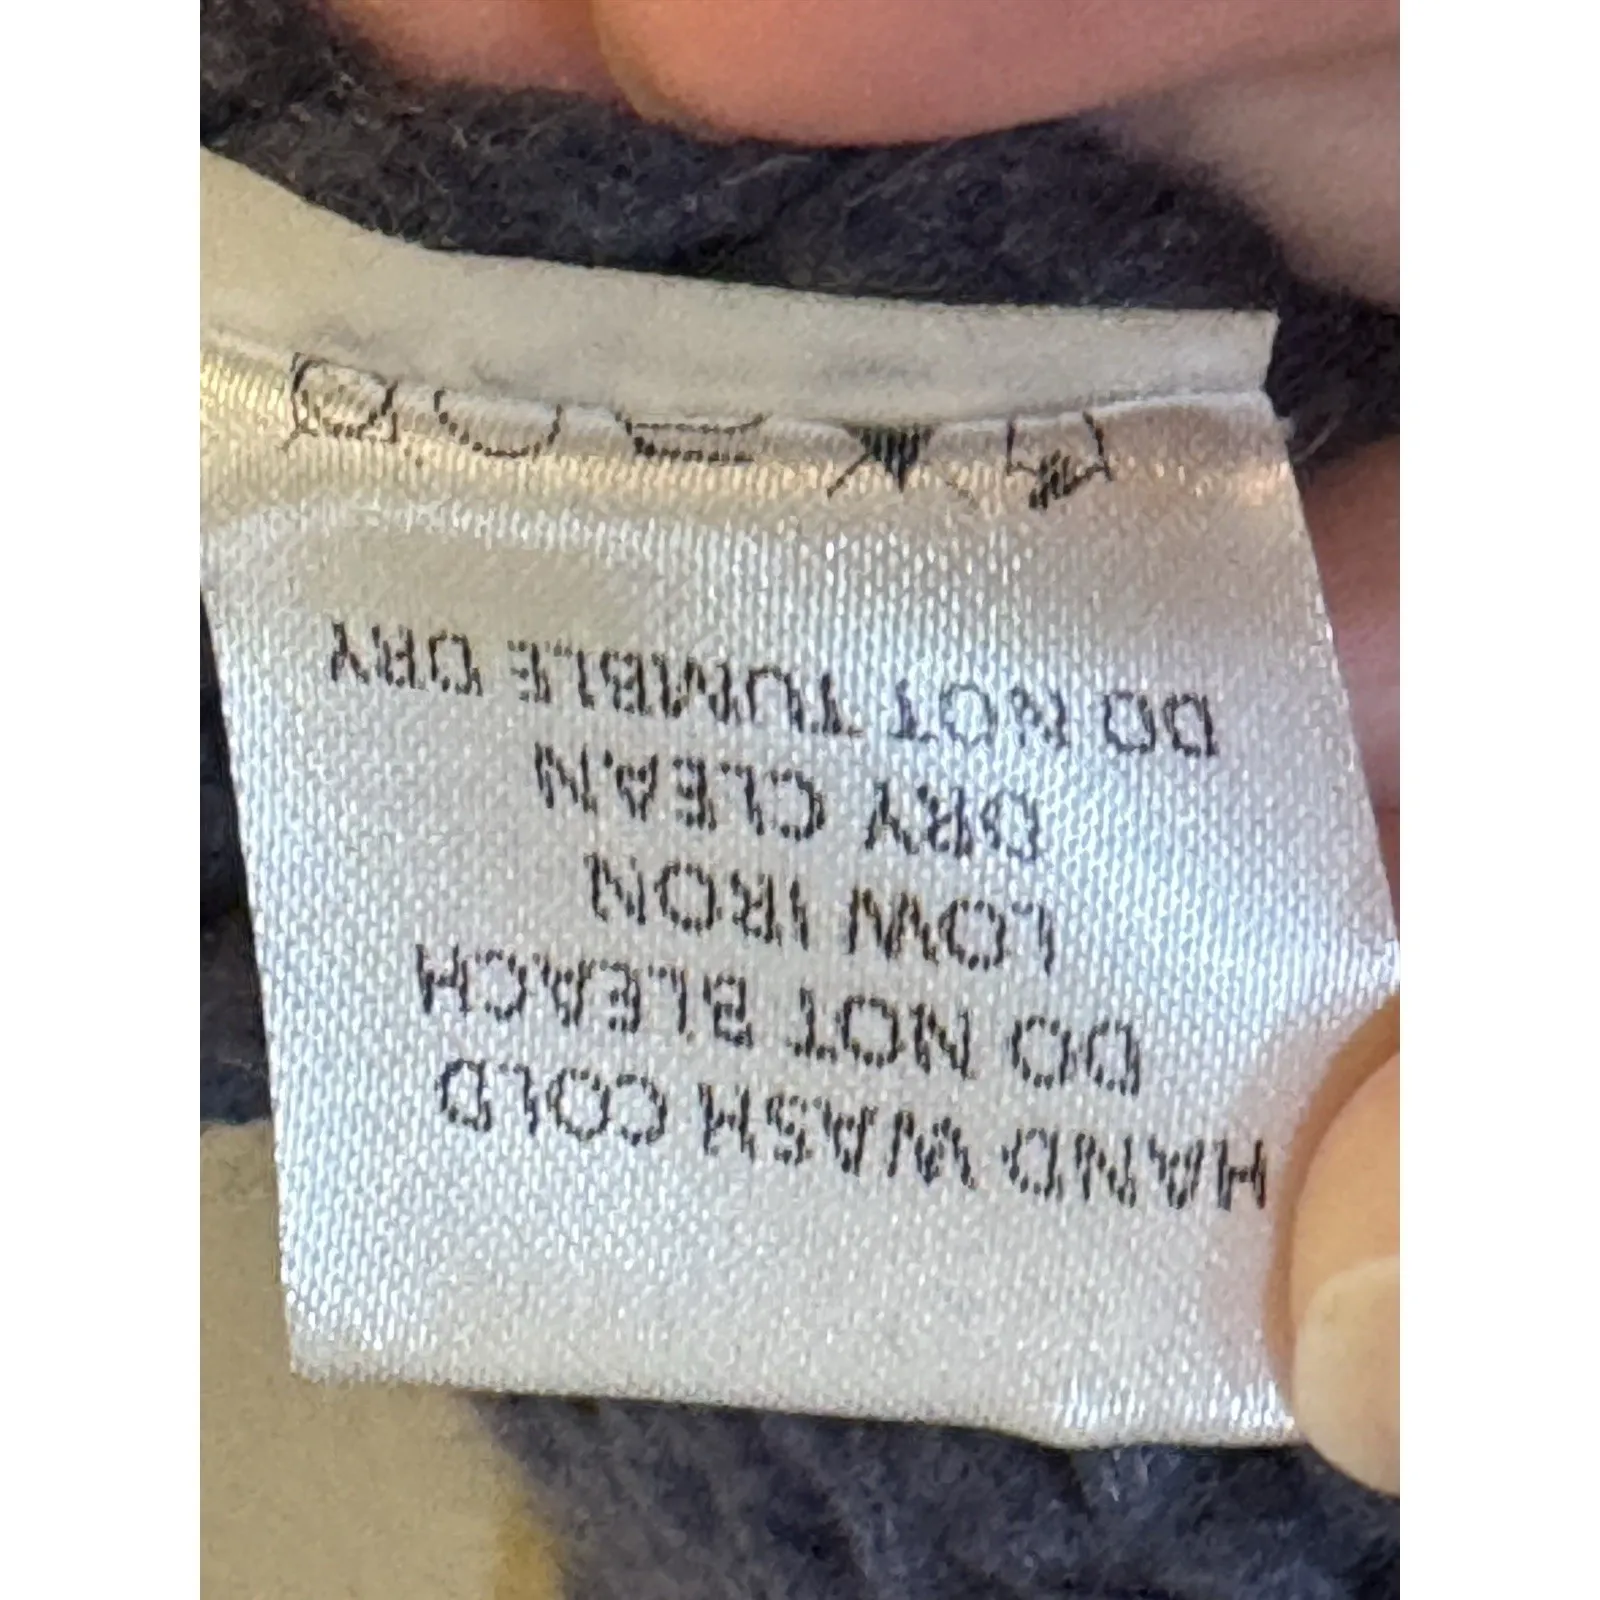 HAND WASH COLD
DO NOT BLEACH
LOW IRON
DRY CLEAN
DO NOT TUMBLE DRY